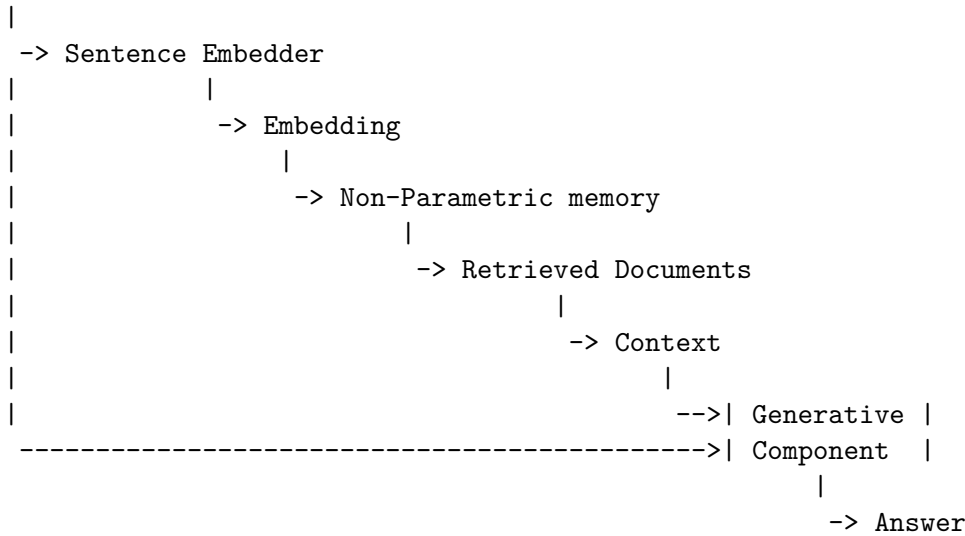 |
-> Sentence Embedder
| |
| -> Embedding
| |
| -> Non-Parametric memory
| |
| -> Retrieved Documents
| |
| -> Context
| |
| -->| Generative |
--------------------------------------------->| Component |
|
-> Answer